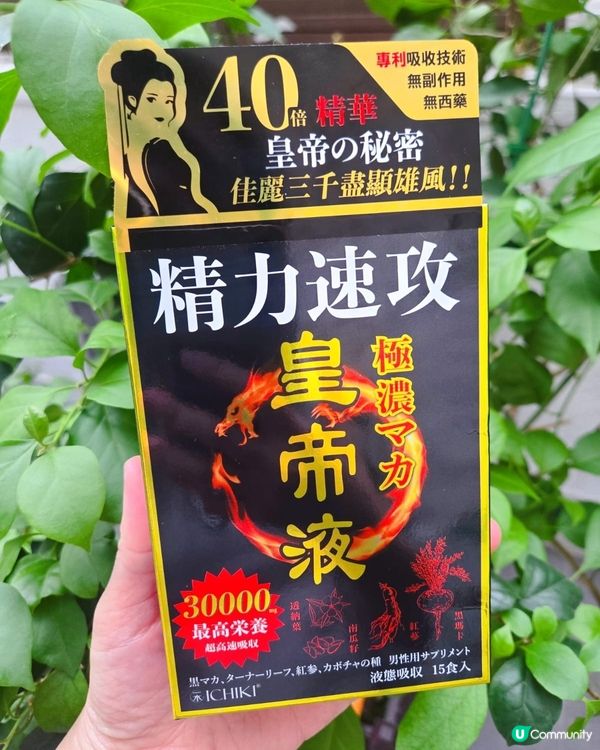 專利吸收技術
無副作用
無西藥
40倍 精華
皇帝の秘密
佳麗三千盡顯雄風!!
精力速攻
極濃マカ
皇帝液
30000mg
最高栄養
超高速吸収
透納葉
南瓜籽
紅蔘
黒瑪卡
黒マカ、ターナーリーフ、紅参、カボチャの種 男性用サプリメント
ICHIKI® 液態吸収 15食入
U Community